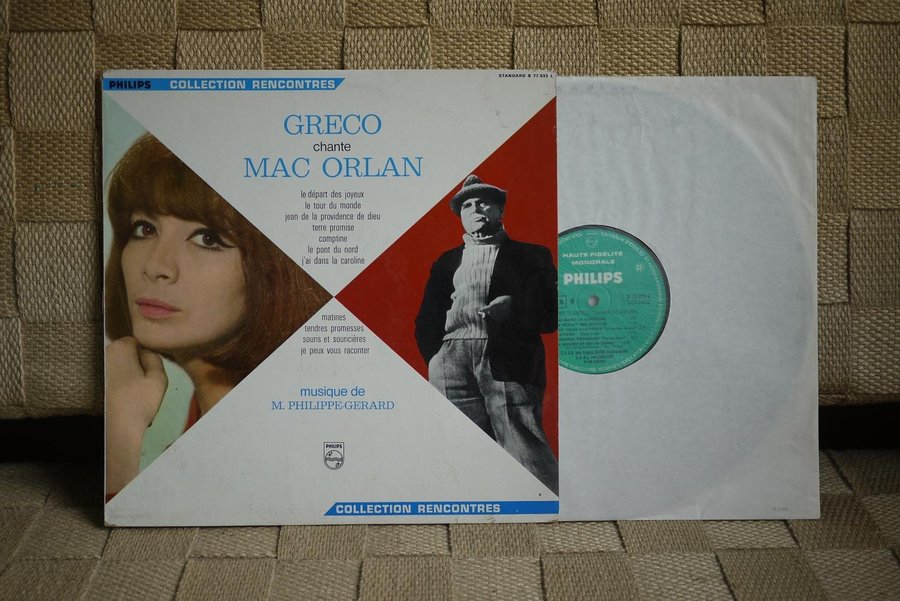 PHILIPS COLLECTION RENCONTRES
STANDARD B 77.933 L
GRECO
chante
MAC ORLAN
le départ des joyeux
le tour du monde
jean de la providence de dieu
terre promise
comptine
le pont du nord
j'ai dans la caroline
matines
tendres promesses
souris et souricières
je peux vous raconter
musique de
M. PHILIPPE-GERARD
PHILIPS
COLLECTION RENCONTRES
HAUTE FIDÉLITÉ
MONORALE
PHILIPS